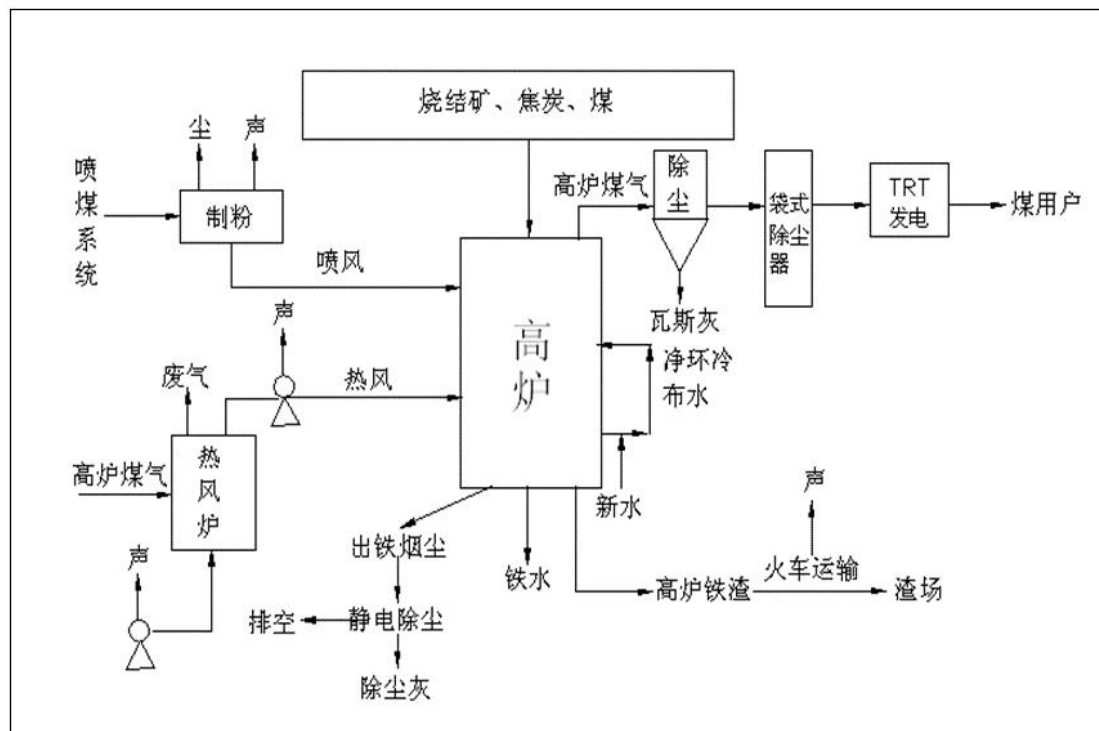 烧结矿、焦炭、煤
尘
声
喷煤系统
制粉
喷风
高炉煤气
除尘
袋式
除尘
器
TRT
发电
煤用户
瓦斯灰
净环冷
布水
声
废气
热风
高炉
高炉煤气
热风炉
声
新水
出铁烟尘
铁水
声
火车运输
高炉铁渣
渣场
排空
静电除尘
除尘灰